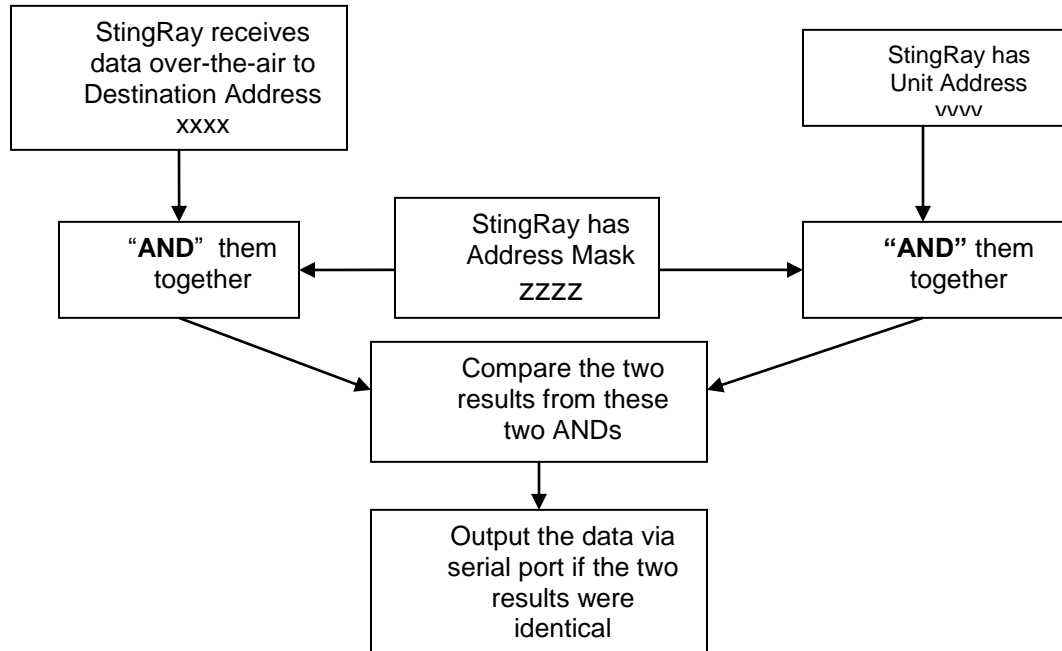 StingRay receives
data over-the-air to
Destination Address
xxxx
StingRay has
Unit Address
“AND” them
together
StingRay has
Address Mask
zzzz
“AND” them
together
Compare the two
results from these
two ANDs
Output the data via
serial port if the two
results were
identical